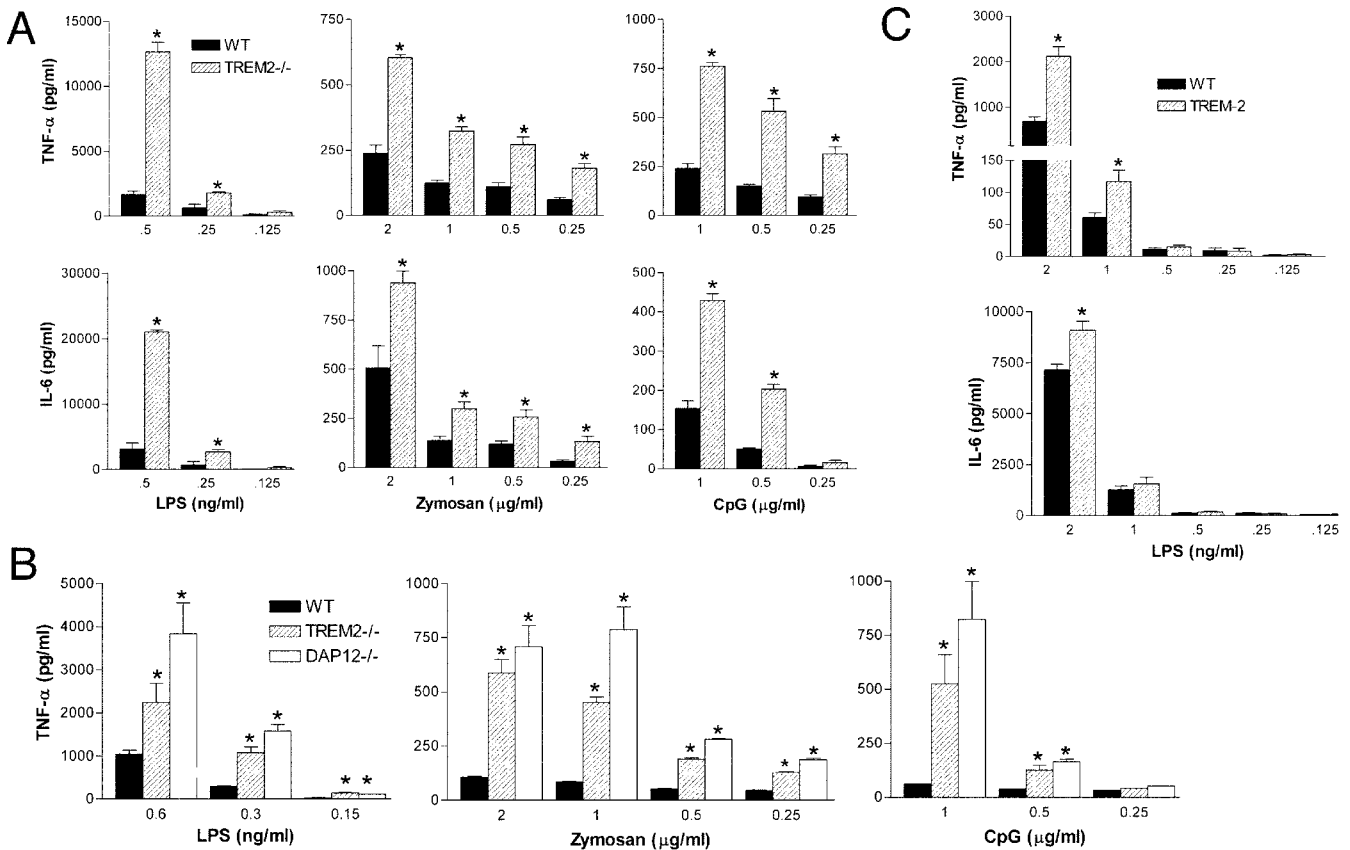 A
TNF-α (pg/ml)
15000
10000
5000
0
WT
TREM2-/-
*
*
.5 .25 .125
750
500
250
0
* * * *
2 1 0.5 0.25
1000
750
500
250
0
* * *
1 0.5 0.25
IL-6 (pg/ml)
30000
20000
10000
0
* *
.5 .25 .125
LPS (ng/ml)
1000
750
500
250
0
* * * *
2 1 0.5 0.25
Zymosan (μg/ml)
500
400
300
200
100
0
* *
1 0.5 0.25
CpG (μg/ml)
C
TNF-α (pg/ml)
3000
2000
1000
150
100
50
0
WT
TREM-2
* *
2 1 .5 .25 .125
IL-6 (pg/ml)
10000
7500
5000
2500
0
*
2 1 .5 .25 .125
LPS (ng/ml)
B
TNF-α (pg/ml)
5000
4000
3000
2000
1000
0
WT
TREM2-/-
DAP12-/-
* * * * * *
0.6 0.3 0.15
LPS (ng/ml)
1000
750
500
250
0
* * * * * * * *
2 1 0.5 0.25
Zymosan (μg/ml)
1000
750
500
250
0
* * * *
1 0.5 0.25
CpG (μg/ml)